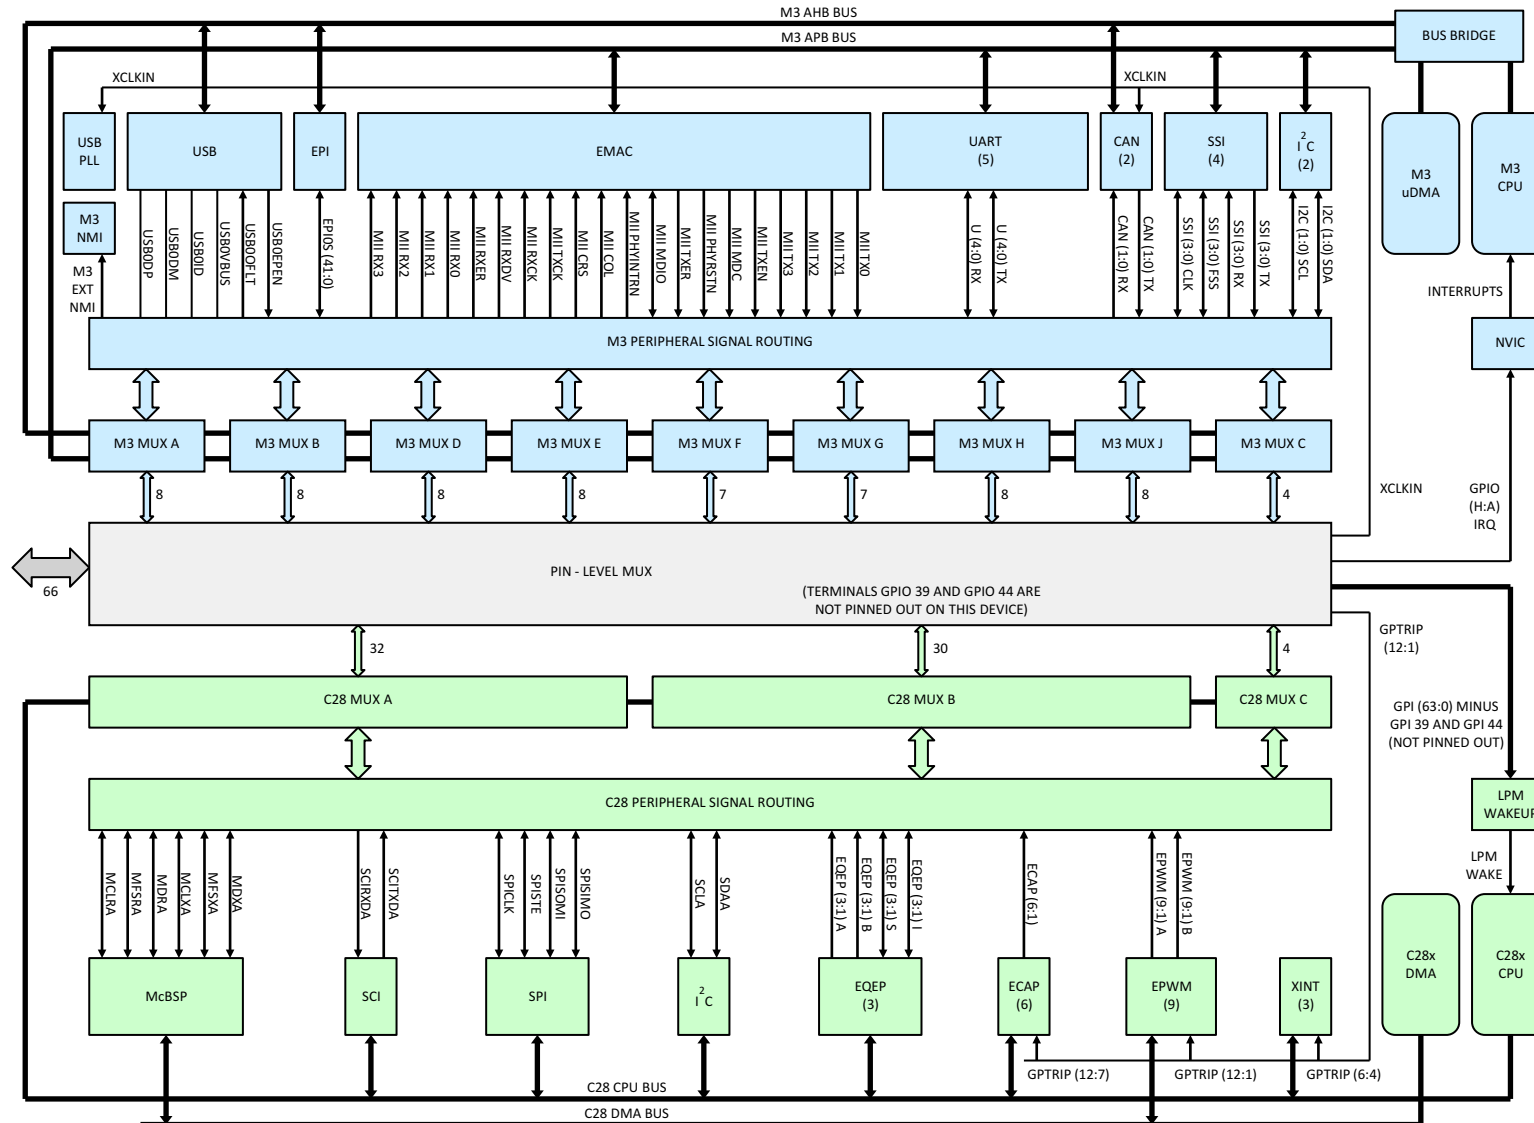 M3 AHB BUS
M3 APB BUS
BUS BRIDGE
XCLKIN
XCLKIN
USB
PLL
USB
EPI
EMAC
UART
(5)
CAN
(2)
SSI
(4)
I2C
(2)
M3
uDMA
M3
CPU
M3
NMI
M3
EXT
NMI
USB0DP
USB0DM
USB0ID
USB0VBUS
USB0OFLT
USB0EPEN
EPI0S (41:0)
MII RX3
MII RX2
MII RX1
MII RX0
MII RXER
MII RXDV
MII RXCK
MII TXCK
MII CRS
MII COL
MII PHYINTRN
MII MDIO
MII TXER
MII PHYRSTN
MII MDC
MII TXEN
MII TX3
MII TX2
MII TX1
MII TX0
U (4:0) RX
U (4:0) TX
CAN (1:0) RX
CAN (1:0) TX
SSI (3:0) CLK
SSI (3:0) FSS
SSI (3:0) RX
SSI (3:0) TX
I2C (1:0) SCL
I2C (1:0) SDA
INTERRUPTS
M3 PERIPHERAL SIGNAL ROUTING
NVIC
M3 MUX A
M3 MUX B
M3 MUX D
M3 MUX E
M3 MUX F
M3 MUX G
M3 MUX H
M3 MUX J
M3 MUX C
8
8
8
8
7
7
8
8
4
XCLKIN
GPIO
(H:A)
IRQ
PIN - LEVEL MUX
(TERMINALS GPIO 39 AND GPIO 44 ARE
NOT PINNED OUT ON THIS DEVICE)
66
32
30
4
GPTRIP
(12:1)
C28 MUX A
C28 MUX B
C28 MUX C
GPI (63:0) MINUS
GPI 39 AND GPI 44
(NOT PINNED OUT)
C28 PERIPHERAL SIGNAL ROUTING
LPM
WAKEUP
LPM
WAKE
MCLRA
MFSRA
MDRA
MCLXA
MFSXA
MDXA
SCIRXDA
SCITXDA
SPICLK
SPISTE
SPISOMI
SPISIMO
SCLA
SDAA
EQEP (3:1) A
EQEP (3:1) B
EQEP (3:1) S
EQEP (3:1) I
ECAP (6:1)
EPWM (9:1) A
EPWM (9:1) B
McBSP
SCI
SPI
I2C
EQEP
(3)
ECAP
(6)
EPWM
(9)
XINT
(3)
C28x
DMA
C28x
CPU
GPTRIP (12:7)
GPTRIP (12:1)
GPTRIP (6:4)
C28 CPU BUS
C28 DMA BUS